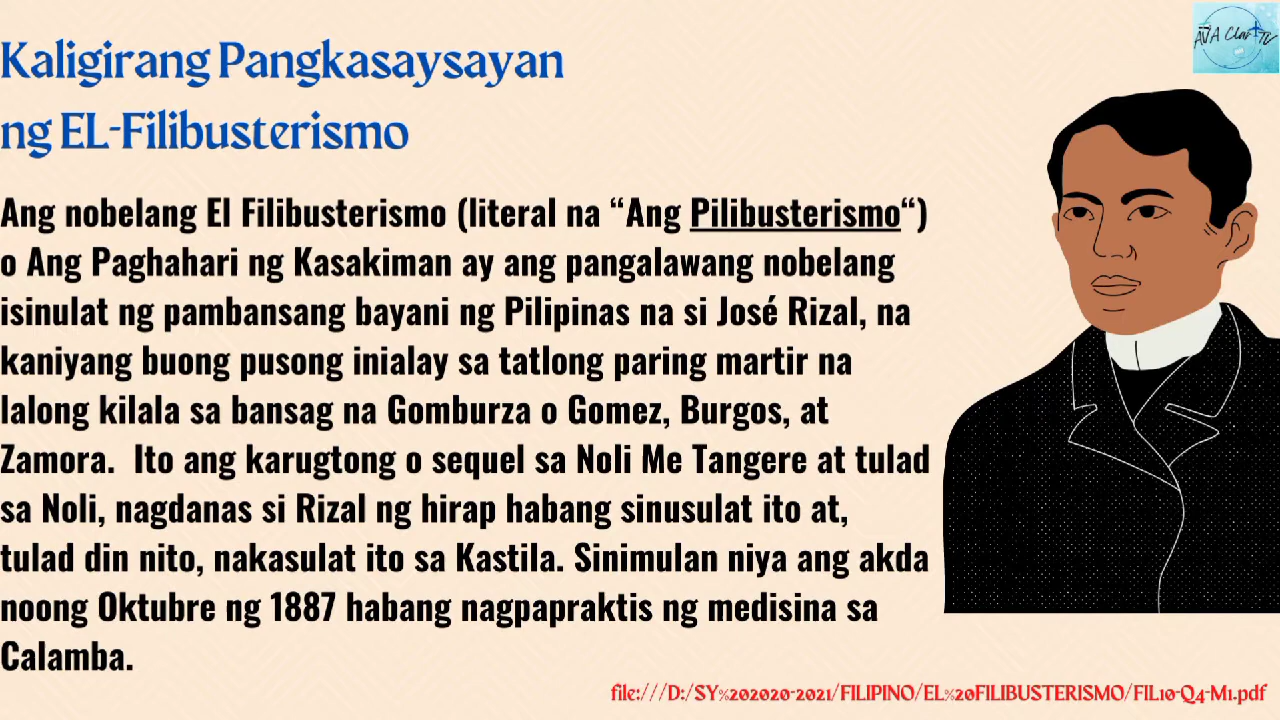 Kaligirang Pangkasaysayan
ng EL-Filibusterismo
Ang nobelang El Filibusterismo (literal na “Ang Pilibusterismo“)
o Ang Paghahari ng Kasakiman ay ang pangalawang nobelang
isinulat ng pambansang bayani ng Pilipinas na si José Rizal, na
kaniyang buong pusong inialay sa tatlong paring martir na
lalong kilala sa bansag na Gomburza o Gomez, Burgos, at
Zamora.  Ito ang karugtong o sequel sa Noli Me Tangere at tulad
sa Noli, nagdanas si Rizal ng hirap habang sinusulat ito at,
tulad din nito, nakasulat ito sa Kastila. Sinimulan niya ang akda
noong Oktubre ng 1887 habang nagpapraktis ng medisina sa
Calamba.
file:///D:/SY%202020-2021/FILIPINO/EL%20FILIBUSTERISMO/FIL10-Q4-M1.pdf